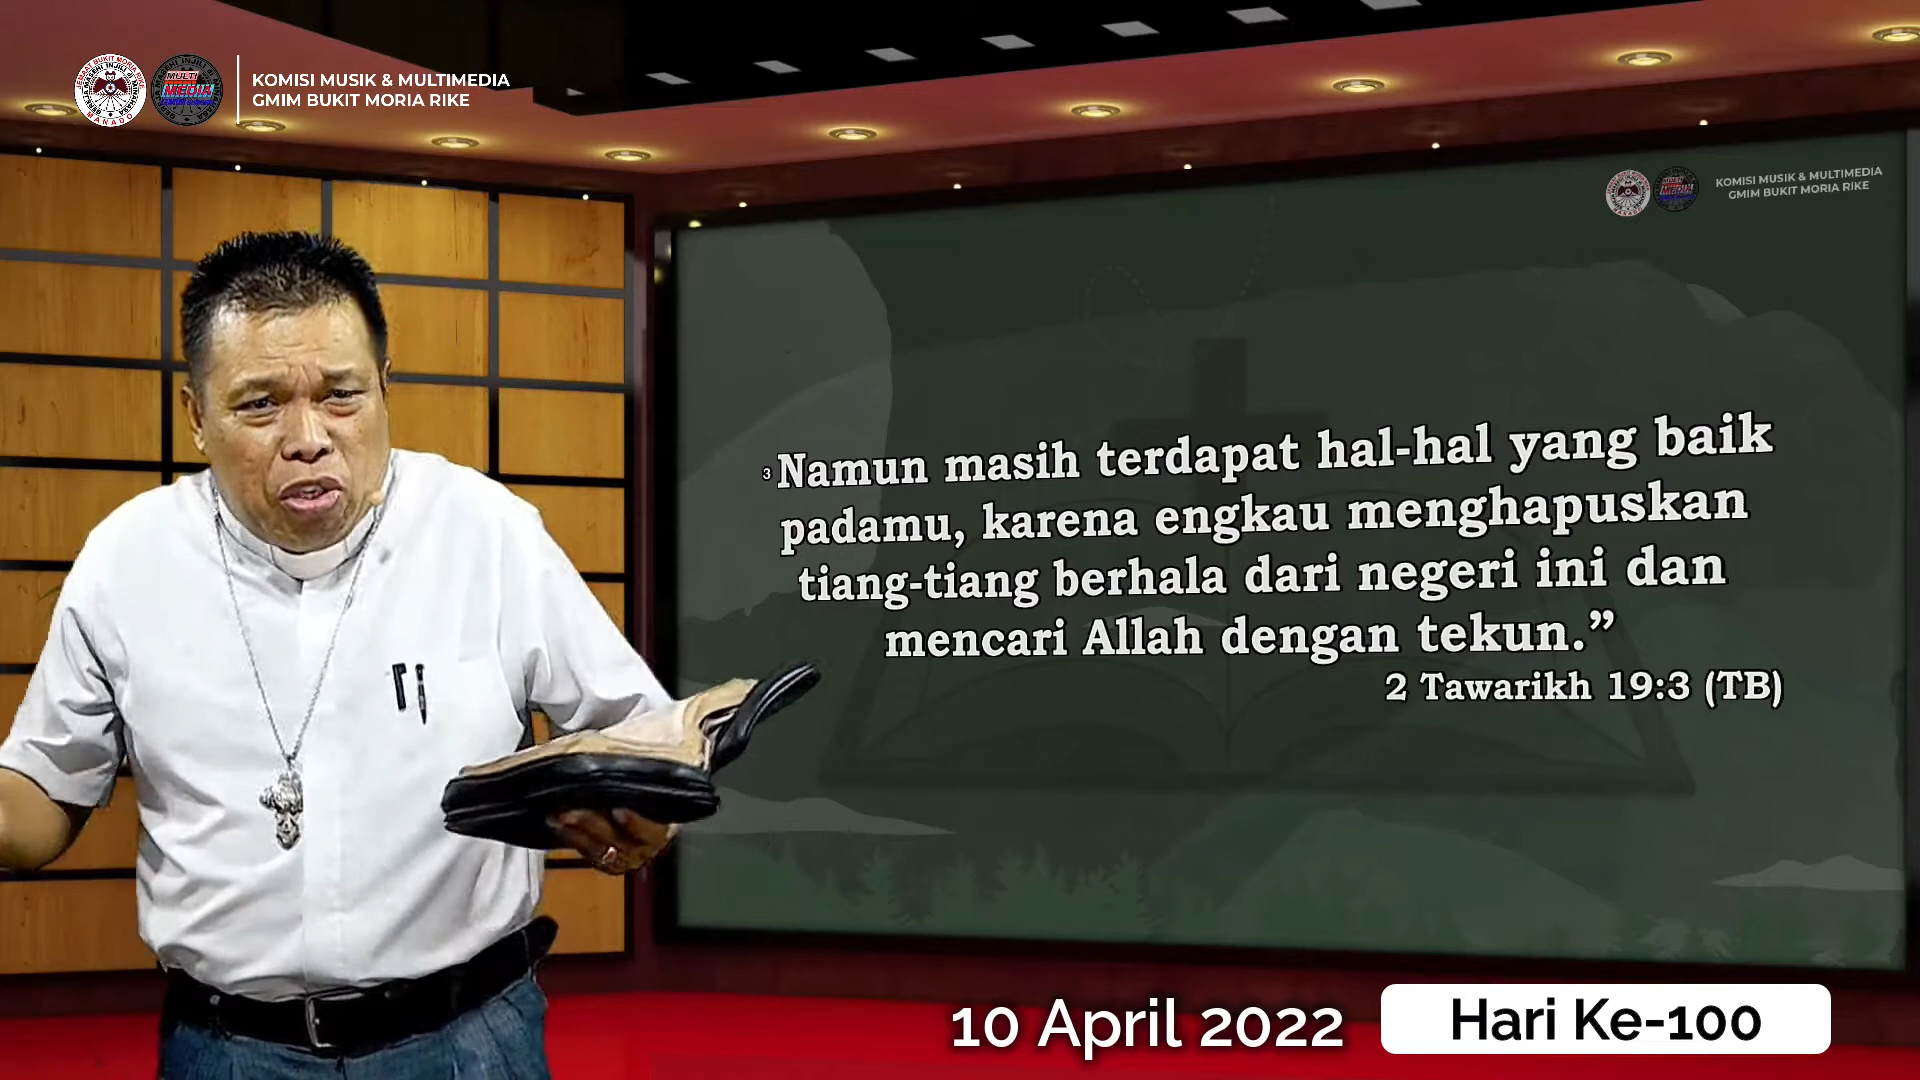 KOMISI MUSIK & MULTIMEDIA
GMIM BUKIT MORIA RIKE
KOMISI MUSIK & MULTIMEDIA
GMIM BUKIT MORIA RIKE
3 Namun masih terdapat hal-hal yang baik
padamu, karena engkau menghapuskan
tiang-tiang berhala dari negeri ini dan
mencari Allah dengan tekun.”
2 Tawarikh 19:3 (TB)
10 April 2022
Hari Ke-100